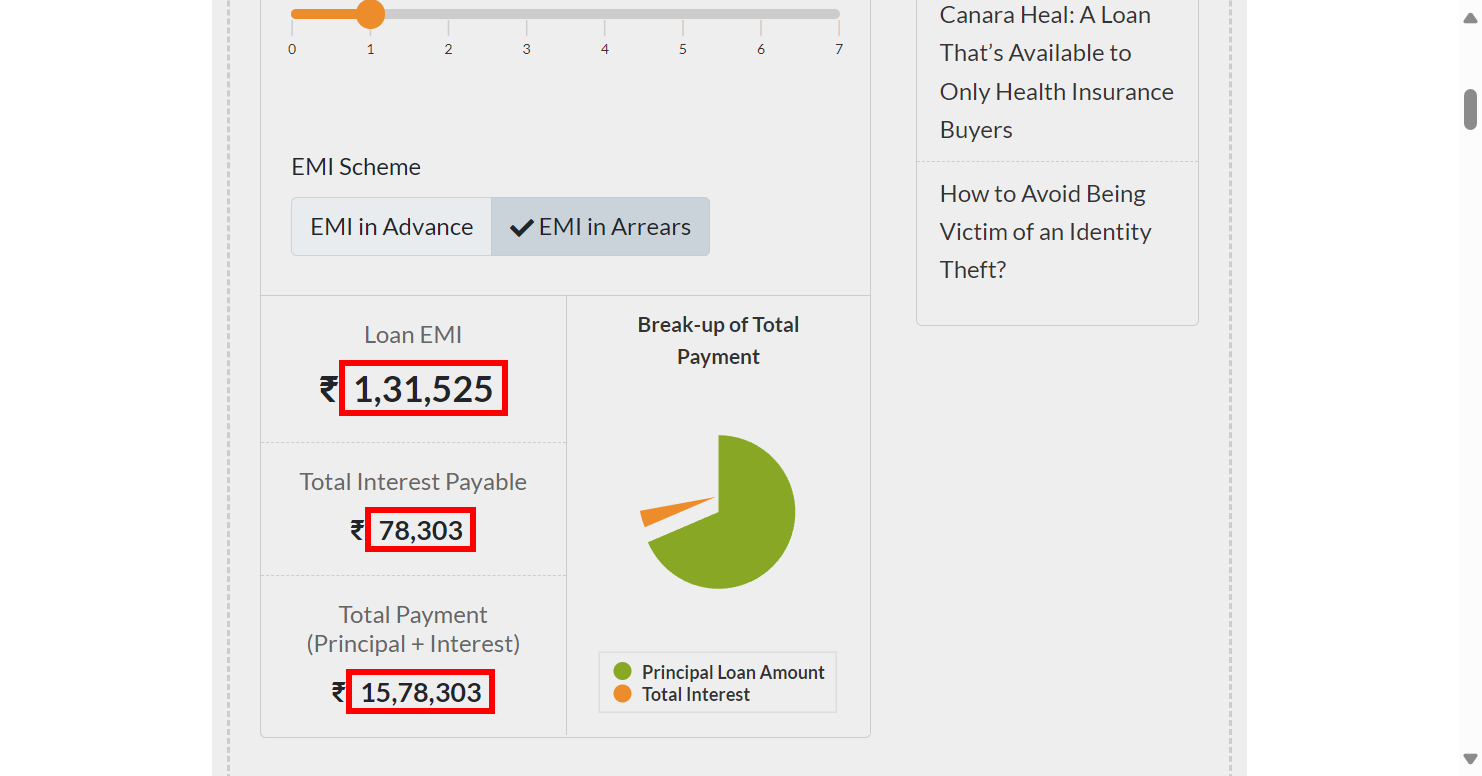 0 1 2 3 4 5 6 7
EMI Scheme
EMI in Advance
EMI in Arrears
Loan EMI
₹ 1,31,525
Total Interest Payable
₹ 78,303
Total Payment
(Principal + Interest)
₹ 15,78,303
Break-up of Total
Payment
Principal Loan Amount
Total Interest
Canara Heal: A Loan
That’s Available to
Only Health Insurance
Buyers
How to Avoid Being
Victim of an Identity
Theft?